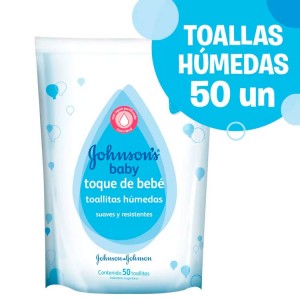 TOALLAS
HÚMEDAS
50 un
Johnson's
baby
toque de bebé
toallitas húmedas
suaves y resistentes
Johnson & Johnson
Contenido 50 toallitas